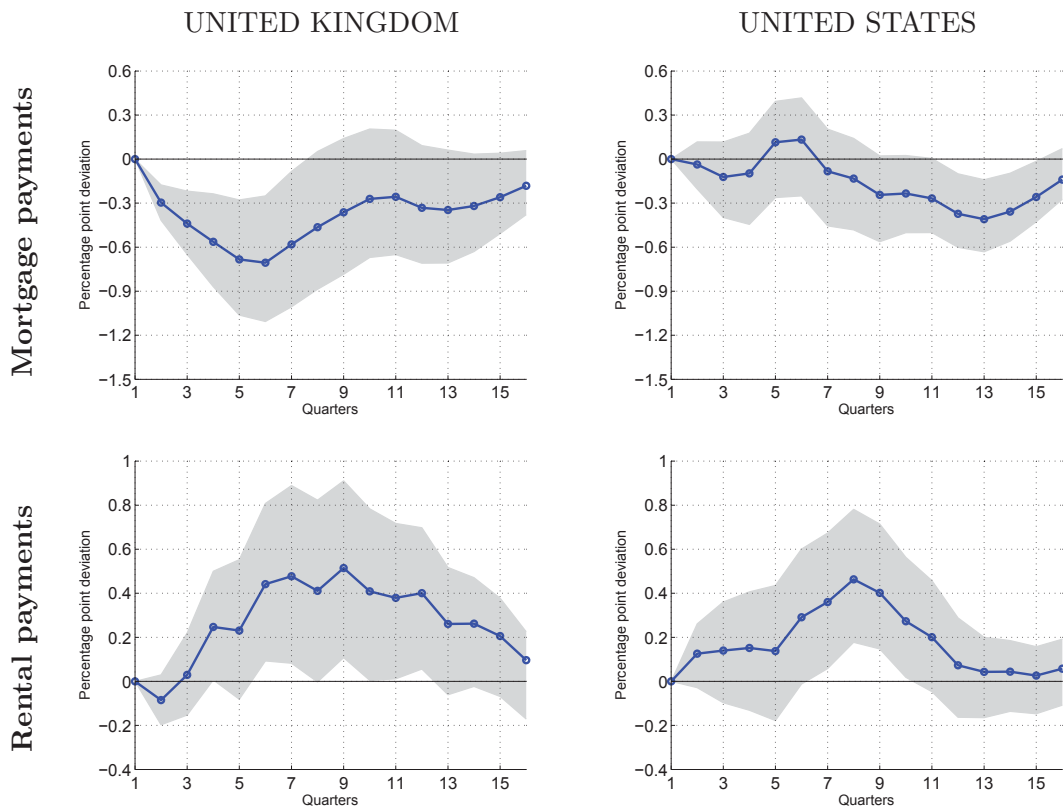 UNITED KINGDOM
UNITED STATES
Mortgage payments
Percentage point deviation
0.6
0.3
0
−0.3
−0.6
−0.9
−1.2
−1.5
1 3 5 7 9 11 13 15
Quarters
Percentage point deviation
0.6
0.3
0
−0.3
−0.6
−0.9
−1.2
−1.5
1 3 5 7 9 11 13 15
Quarters
Rental payments
Percentage point deviation
1
0.8
0.6
0.4
0.2
0
−0.2
−0.4
1 3 5 7 9 11 13 15
Quarters
Percentage point deviation
1
0.8
0.6
0.4
0.2
0
−0.2
−0.4
1 3 5 7 9 11 13 15
Quarters